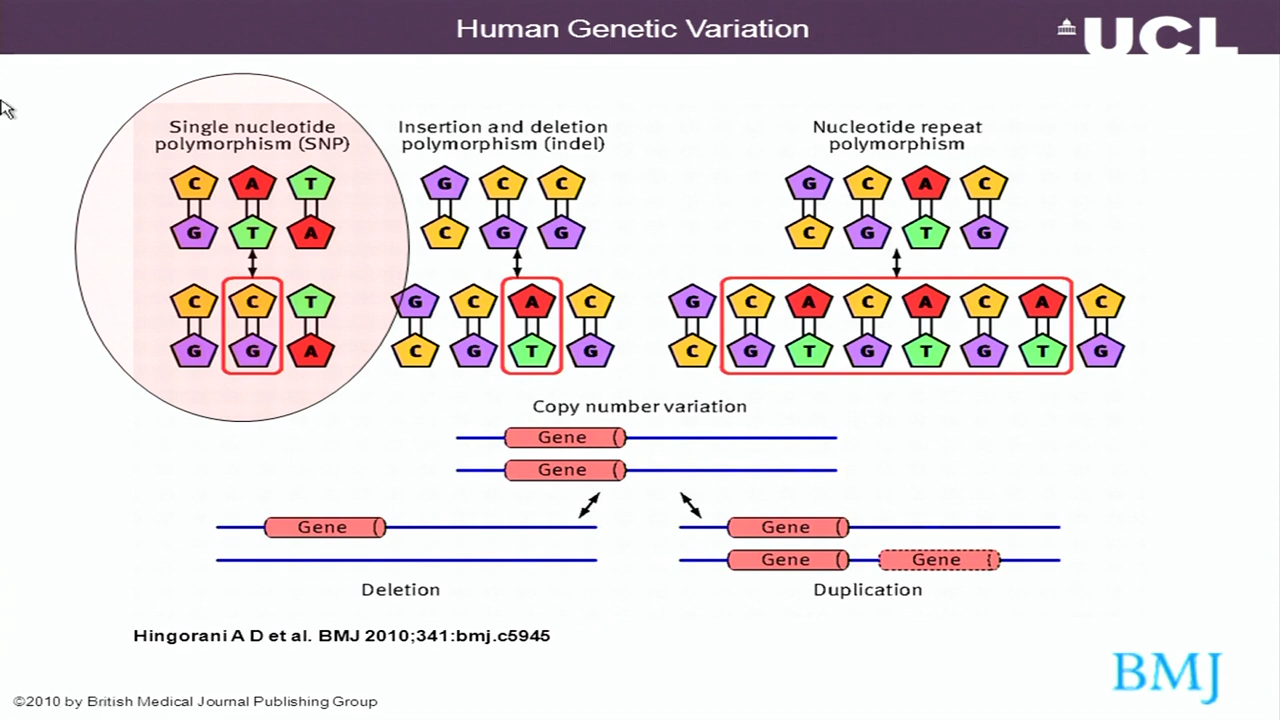 Human Genetic Variation
UCL
Single nucleotide
polymorphism (SNP)
Insertion and deletion
polymorphism (indel)
Nucleotide repeat
polymorphism
C A T
G T A
G C C
C G G
G C A C
C G T G
C C T
G G A
G C A C
C G T G
G C A C A C A C
C G T G T G T G
Copy number variation
Gene
Gene
Gene
Gene
Gene Gene
Deletion
Duplication
Hingorani A D et al. BMJ 2010;341:bmj.c5945
BMJ
©2010 by British Medical Journal Publishing Group